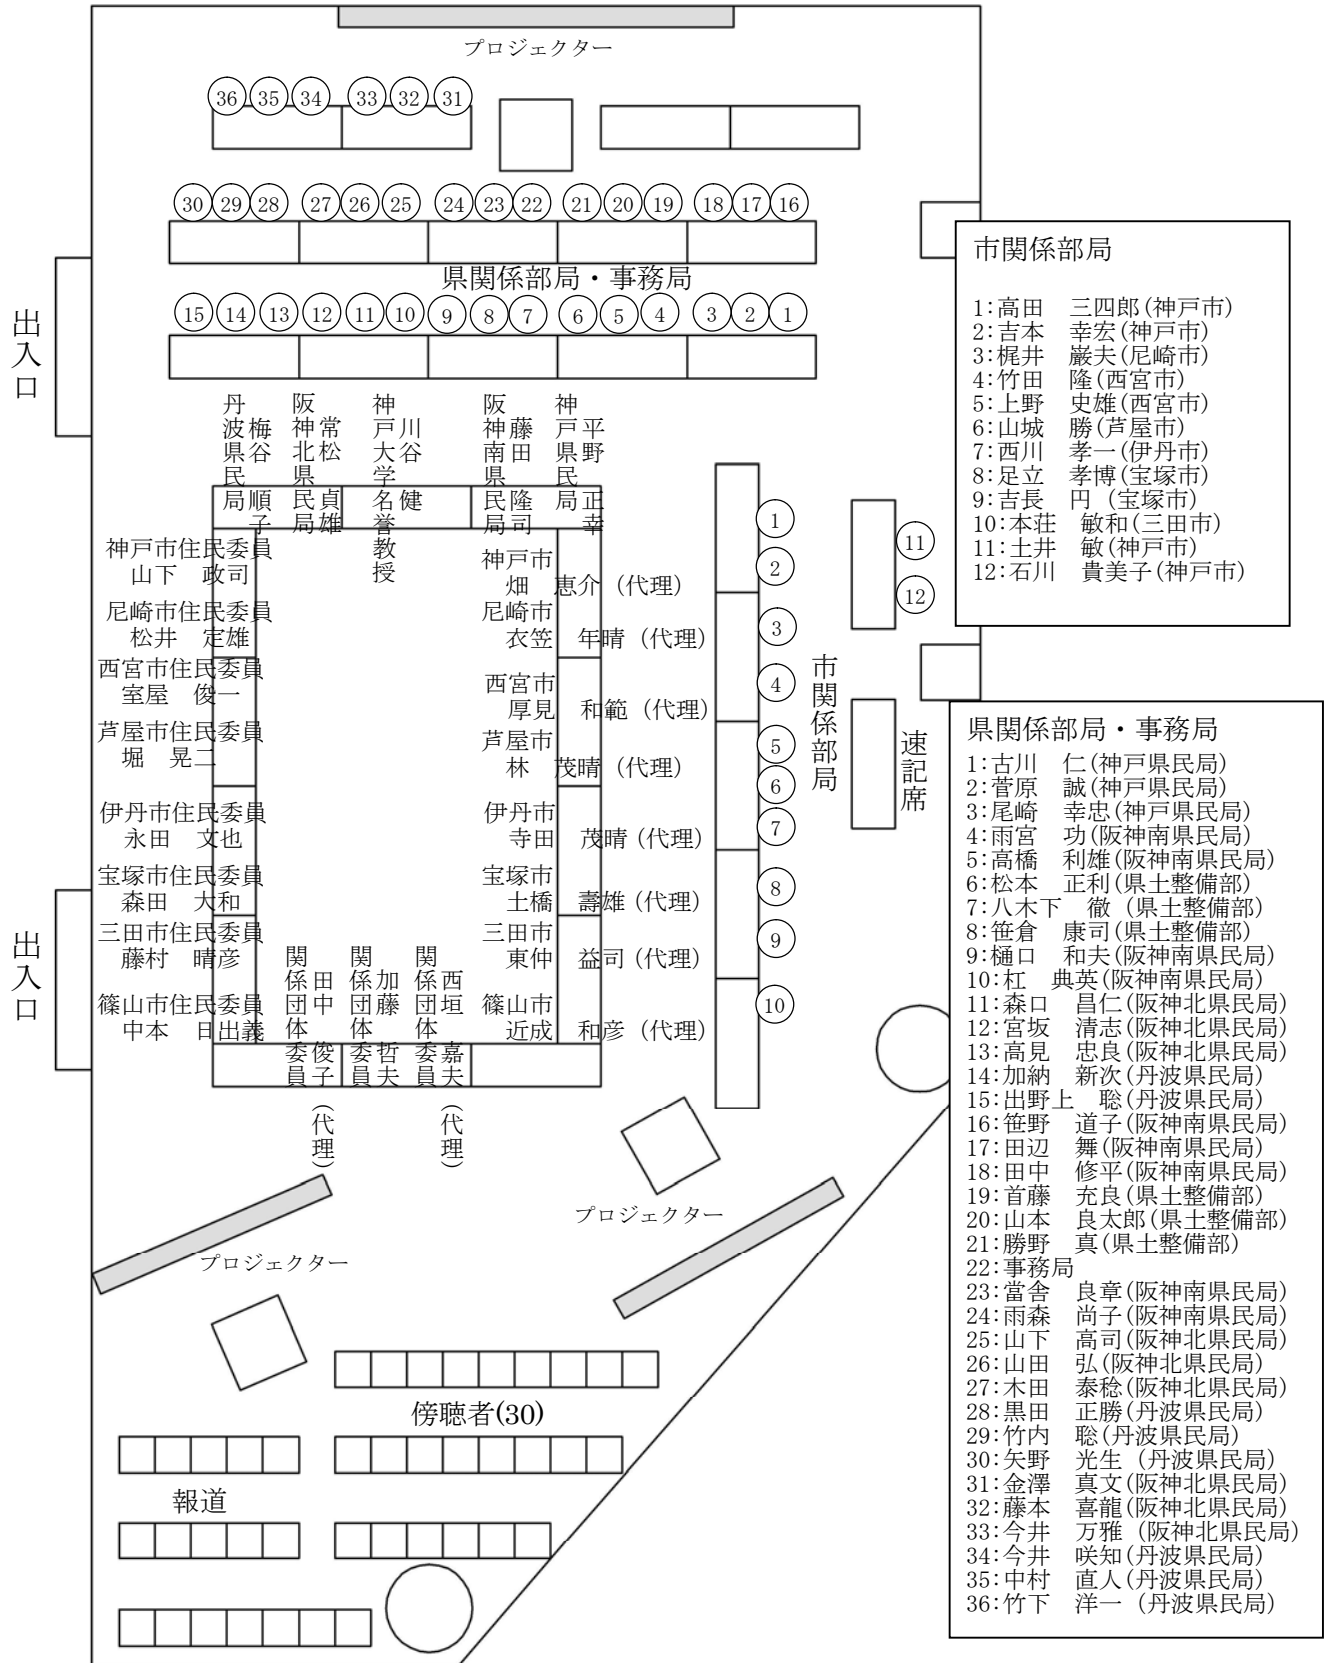 プロジェクター
36 35 34 33 32 31
30 29 28 27 26 25 24 23 22 21 20 19 18 17 16
県関係部局・事務局
15 14 13 12 11 10 9 8 7 6 5 4 3 2 1
出入口
丹波県民局
梅谷 順子
阪神北県民局
常松 貞雄
神戸大学名誉教授
川谷 健
阪神南県民局
藤田 隆司
神戸県民局
平野 正幸
神戸市住民委員
山下 政司
尼崎市住民委員
松井 定雄
西宮市住民委員
室屋 俊一
芦屋市住民委員
堀 晃二
伊丹市住民委員
永田 文也
宝塚市住民委員
森田 大和
三田市住民委員
藤村 晴彦
篠山市住民委員
中本 日出義
神戸市
畑 恵介(代理)
尼崎市
衣笠 年晴(代理)
西宮市
厚見 和範(代理)
芦屋市
林 茂晴(代理)
伊丹市
寺田 茂晴(代理)
宝塚市
土橋 壽雄(代理)
三田市
東仲 益司(代理)
篠山市
近成 和彦(代理)
関係団体委員
田中 俊子(代理)
関係団体委員
加藤 哲夫
関係団体委員
西垣 嘉夫(代理)
1
2
3
4
5
6
7
8
9
10
市関係部局
11
12
速記席
出入口
プロジェクター
プロジェクター
傍聴者(30)
報道
市関係部局
1:高田 三四郎(神戸市)
2:吉本 幸宏(神戸市)
3:梶井 巌夫(尼崎市)
4:竹田 隆(西宮市)
5:上野 史雄(西宮市)
6:山城 勝(芦屋市)
7:西川 孝一(伊丹市)
8:足立 孝博(宝塚市)
9:吉長 円 (宝塚市)
10:本荘 敏和(三田市)
11:土井 敏(神戸市)
12:石川 貴美子(神戸市)
県関係部局・事務局
1:古川 仁(神戸県民局)
2:菅原 誠(神戸県民局)
3:尾崎 幸忠(神戸県民局)
4:雨宮 功(阪神南県民局)
5:高橋 利雄(阪神南県民局)
6:松本 正利(県土整備部)
7:八木下 徹 (県土整備部)
8:笹倉 康司(県土整備部)
9:樋口 和夫(阪神南県民局)
10:杠 典英(阪神南県民局)
11:森口 昌仁(阪神北県民局)
12:宮坂 清志(阪神北県民局)
13:高見 忠良(阪神北県民局)
14:加納 新次(丹波県民局)
15:出野上 聡(丹波県民局)
16:笹野 道子(阪神南県民局)
17:田辺 舞(阪神南県民局)
18:田中 修平(阪神南県民局)
19:首藤 充良(県土整備部)
20:山本 良太郎(県土整備部)
21:勝野 真(県土整備部)
22:事務局
23:當舎 良章(阪神南県民局)
24:雨森 尚子(阪神南県民局)
25:山下 高司(阪神北県民局)
26:山田 弘(阪神北県民局)
27:木田 泰稔(阪神北県民局)
28:黒田 正勝(丹波県民局)
29:竹内 聡(丹波県民局)
30:矢野 光生 (丹波県民局)
31:金澤 真文(阪神北県民局)
32:藤本 喜龍(阪神北県民局)
33:今井 万雅 (阪神北県民局)
34:今井 咲知(丹波県民局)
35:中村 直人(丹波県民局)
36:竹下 洋一 (丹波県民局)